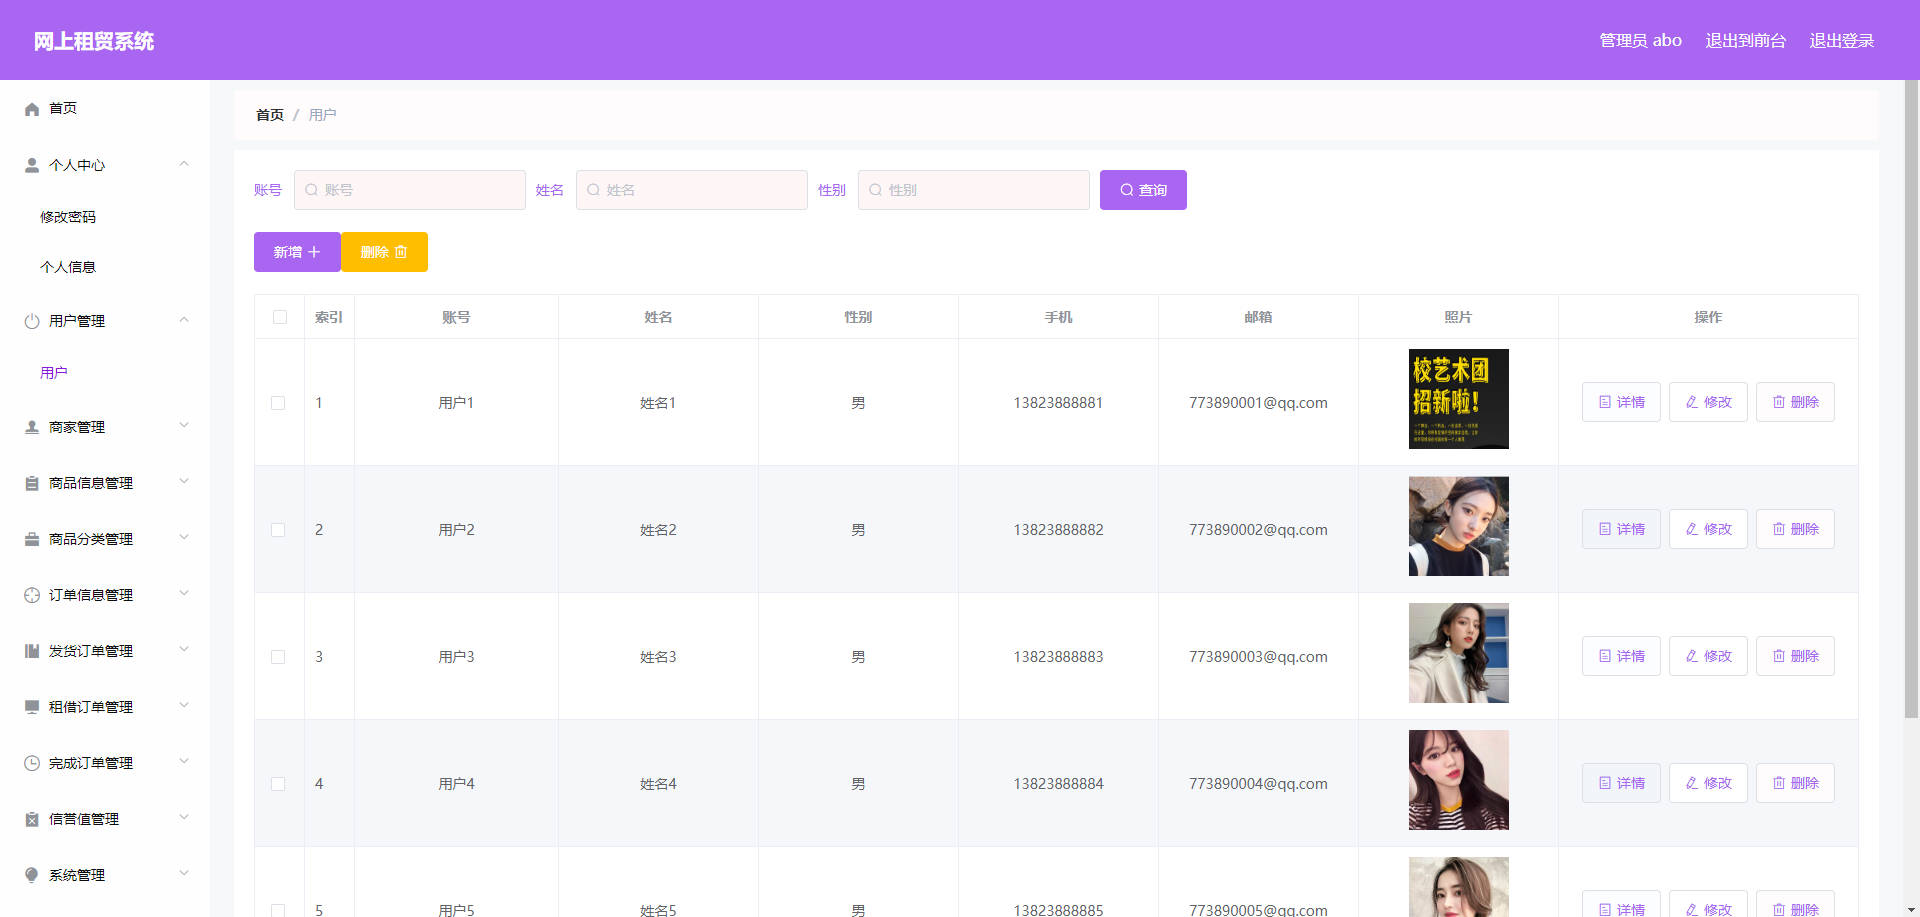 网上租贸系统
管理员 abo 退出到前台 退出登录
首页
个人中心
修改密码
个人信息
用户管理
用户
商家管理
商品信息管理
商品分类管理
订单信息管理
发货订单管理
租借订单管理
完成订单管理
信誉值管理
系统管理
首页 / 用户
账号 账号 姓名 姓名 性别 性别 查询
新增 删除
索引 账号 姓名 性别 手机 邮箱 照片 操作
校艺术团
招新啦!
1 用户1 姓名1 男 13823888881 773890001@qq.com 详情 修改 删除
2 用户2 姓名2 男 13823888882 773890002@qq.com 详情 修改 删除
3 用户3 姓名3 男 13823888883 773890003@qq.com 详情 修改 删除
4 用户4 姓名4 男 13823888884 773890004@qq.com 详情 修改 删除
5 用户5 姓名5 男 13823888885 773890005@qq.com 详情 修改 删除